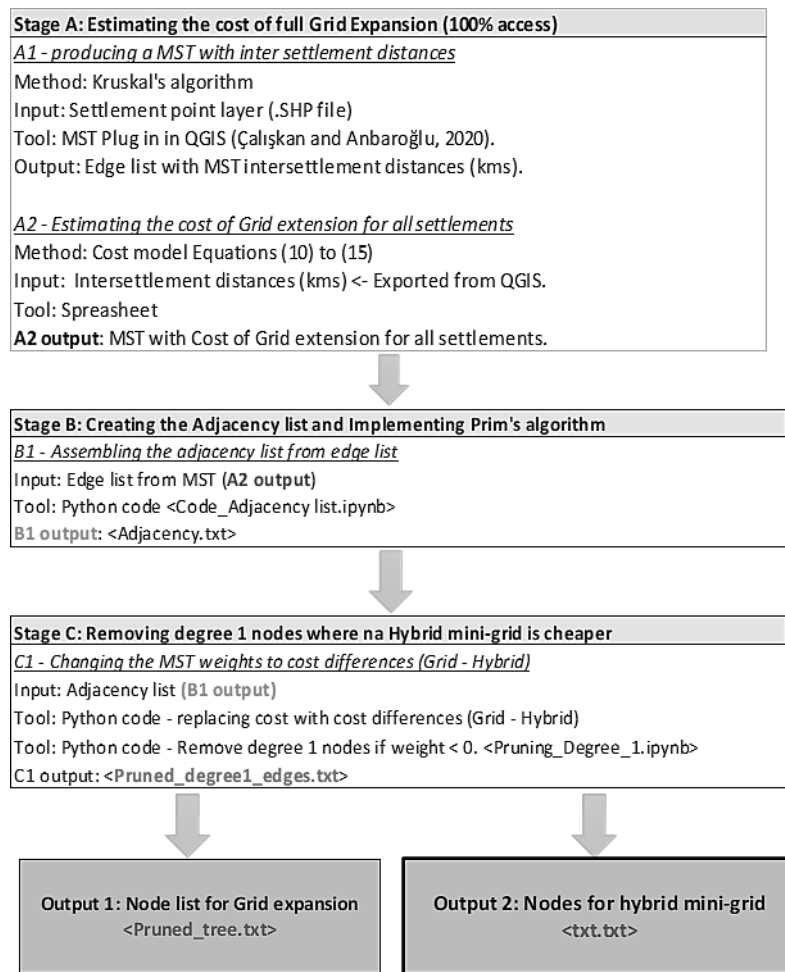 Stage A: Estimating the cost of full Grid Expansion (100% access)
A1 - producing a MST with inter settlement distances
Method: Kruskal's algorithm
Input: Settlement point layer (.SHP file)
Tool: MST Plug in in QGIS (Çalışkan and Anbaroğlu, 2020).
Output: Edge list with MST intersettlement distances (kms).
A2 - Estimating the cost of Grid extension for all settlements
Method: Cost model Equations (10) to (15)
Input: Intersettlement distances (kms) <- Exported from QGIS.
Tool: Spreasheet
A2 output: MST with Cost of Grid extension for all settlements.
Stage B: Creating the Adjacency list and Implementing Prim's algorithm
B1 - Assembling the adjacency list from edge list
Input: Edge list from MST (A2 output)
Tool: Python code <Code_Adjacency list.ipynb>
B1 output: <Adjacency.txt>
Stage C: Removing degree 1 nodes where na Hybrid mini-grid is cheaper
C1 - Changing the MST weights to cost differences (Grid - Hybrid)
Input: Adjacency list (B1 output)
Tool: Python code - replacing cost with cost differences (Grid - Hybrid)
Tool: Python code - Remove degree 1 nodes if weight < 0. <Pruning_Degree_1.ipynb>
C1 output: <Pruned_degree1_edges.txt>
Output 1: Node list for Grid expansion
<Pruned_tree.txt>
Output 2: Nodes for hybrid mini-grid
<txt.txt>